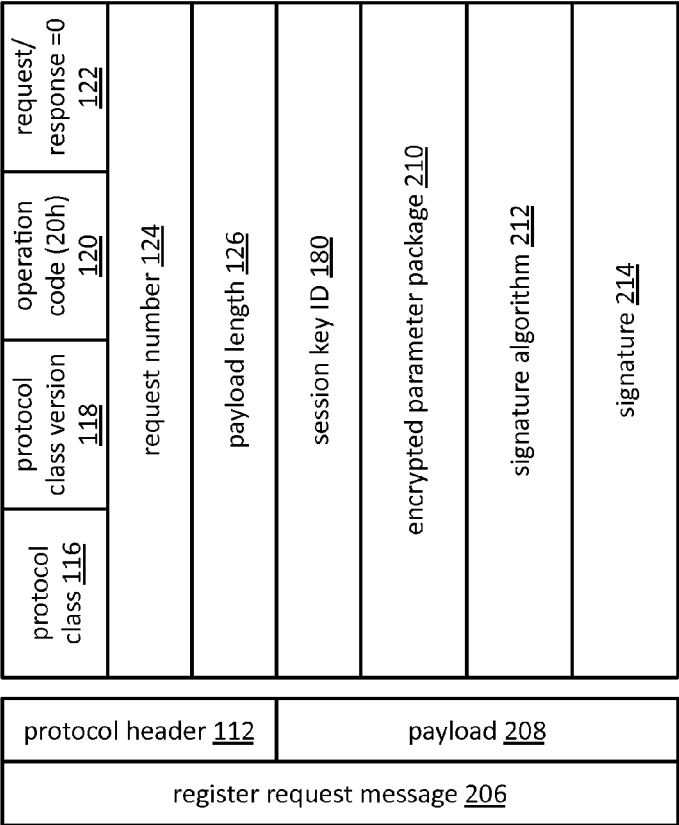 protocol
class 116
protocol
class version
118
operation
code (20h)
120
request/
response =0
122
request number 124
payload length 126
session key ID 180
encrypted parameter package 210
signature algorithm 212
signature 214
protocol header 112
payload 208
register request message 206